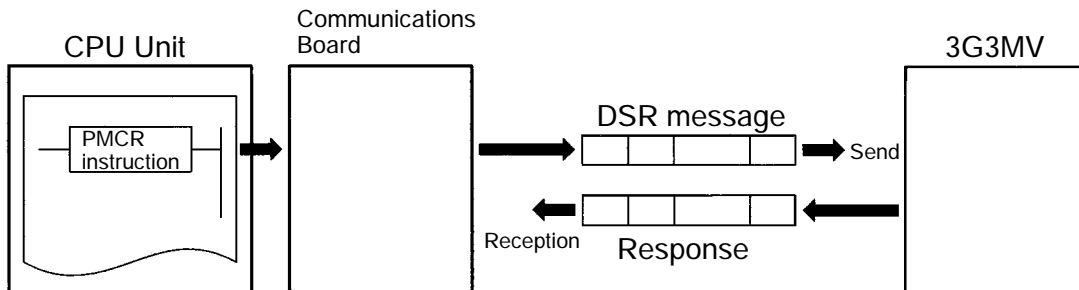 Communications
Board
CPU Unit
3G3MV
PMCR
instruction
DSR message
Send
Reception
Response